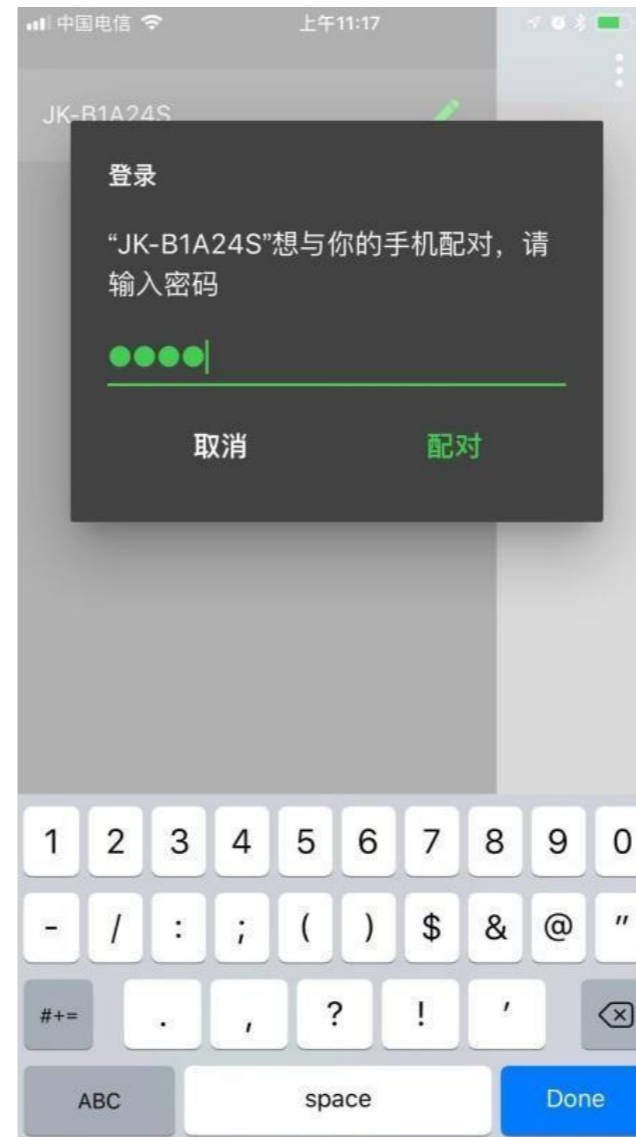 中国电信 上午11:17
JK-B1A24S
登录
“JK-B1A24S”想与你的手机配对，请
输入密码
●●●●
取消 配对
1 2 3 4 5 6 7 8 9 0
- / : ; ( ) $ & @ "
#+= . , ? ! '
ABC space Done